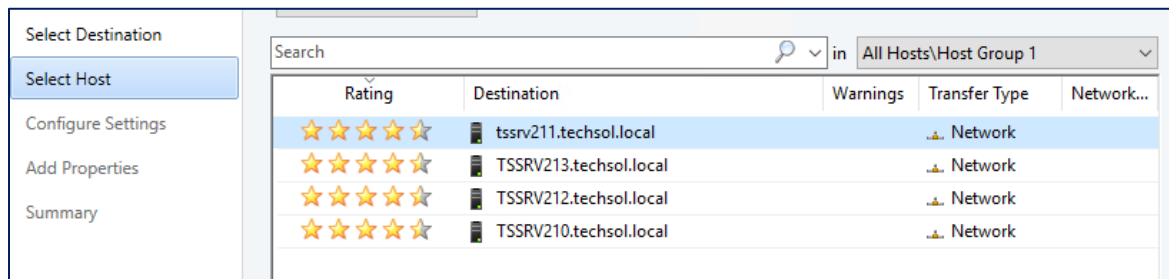 Select Destination
Select Host
Configure Settings
Add Properties
Summary
Search in All Hosts\Host Group 1
Rating Destination Warnings Transfer Type Network...
tssrv211.techsol.local Network
TSSRV213.techsol.local Network
TSSRV212.techsol.local Network
TSSRV210.techsol.local Network